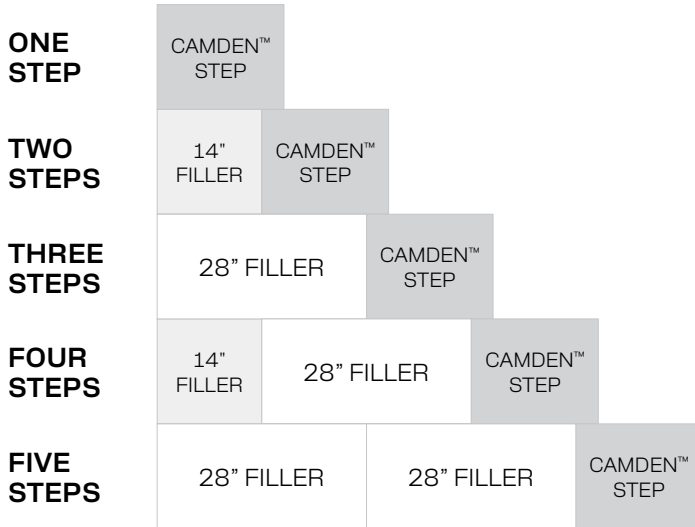 ONE
STEP
CAMDEN™
STEP
TWO
STEPS
14"
FILLER
CAMDEN™
STEP
THREE
STEPS
28” FILLER
CAMDEN™
STEP
FOUR
STEPS
14"
FILLER
28” FILLER
CAMDEN™
STEP
FIVE
STEPS
28” FILLER
28” FILLER
CAMDEN™
STEP